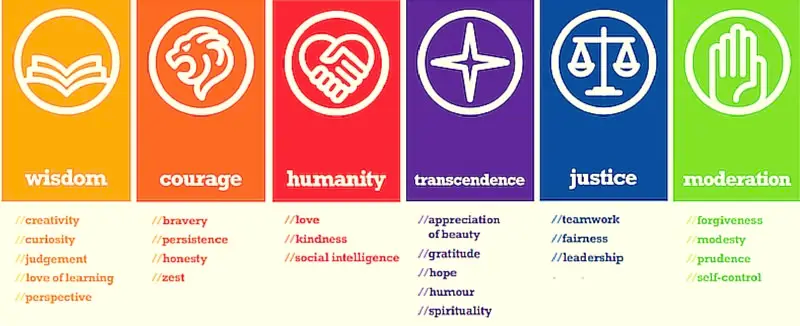 wisdom
//creativity
//curiosity
//judgement
//love of learning
//perspective
courage
//bravery
//persistence
//honesty
//zest
humanity
//love
//kindness
//social intelligence
transcendence
//appreciation
of beauty
//gratitude
//hope
//humour
//spirituality
justice
//teamwork
//fairness
//leadership
moderation
//forgiveness
//modesty
//prudence
//self-control